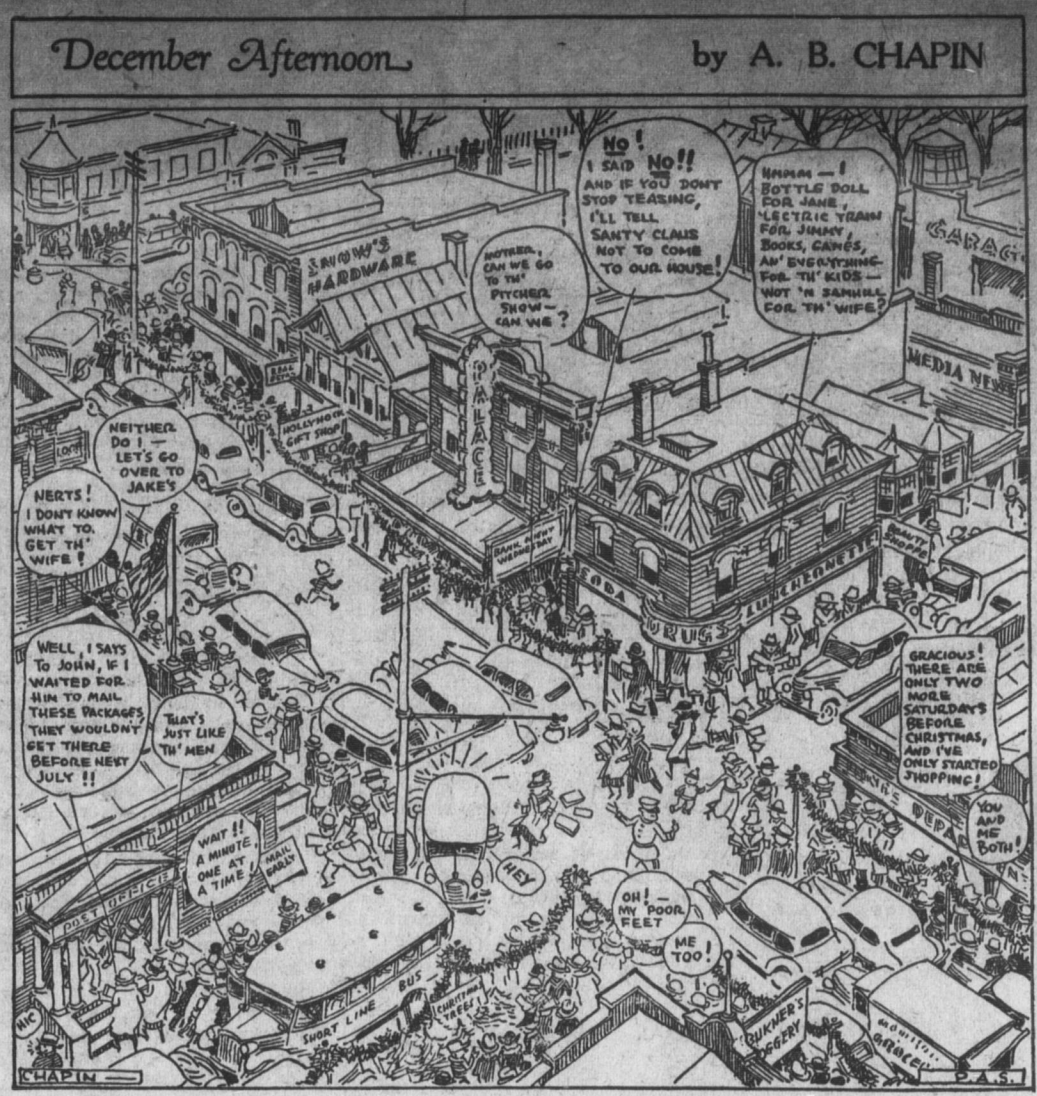 December Afternoon
by A. B. CHAPIN
NO!
I SAID NO!!
AND IF YOU DONT
STOP TEASING,
I'LL TELL
SANTY CLAUS
NOT TO COME
TO OUR HOUSE!
HMMM — !
BOTTLE DOLL
FOR JANE,
'LECTRIC TRAIN
FOR JIMMY,
BOOKS, GAMES,
AN' EVERYTHING
FOR TH' KIDS —
WOT 'N SAMHILL
FOR TH' WIFE?
MOTHER,
CAN WE GO
TO TH'
PITCHER
SHOW —
CAN WE?
HARDWARE
MEDIA NEWS
REAL
HOLLYHOCK
GIFT SHOP
PALACE
NEITHER
DO I —
LET'S GO
OVER TO
JAKE'S
NERTS!
I DONT KNOW
WHAT TO
GET TH'
WIFE!
BANK NIGHT
WEDNESDAY
SODA
DRUGS
LUNCHEONETTE
BEAUTY
SHOPPE
WELL, I SAYS
TO JOHN, IF I
WAITED FOR
HIM TO MAIL
THESE PACKAGES,
THEY WOULDN'T
GET THERE
BEFORE NEXT
JULY !!
THAT'S
JUST LIKE
TH' MEN
GRACIOUS!
THERE ARE
ONLY TWO
MORE
SATURDAYS
BEFORE
CHRISTMAS,
AND I'VE
ONLY STARTED
SHOPPING!
YOU
AND
ME
BOTH!
WAIT !!
A MINUTE,
ONE AT
A TIME!
MAIL
EARLY
HEY
POST OFFICE
OH! —
MY POOR
FEET
ME
TOO!
SHORT LINE BUS
CHRISTMAS
TREES
HIC
CHAPIN —
P.A.S.